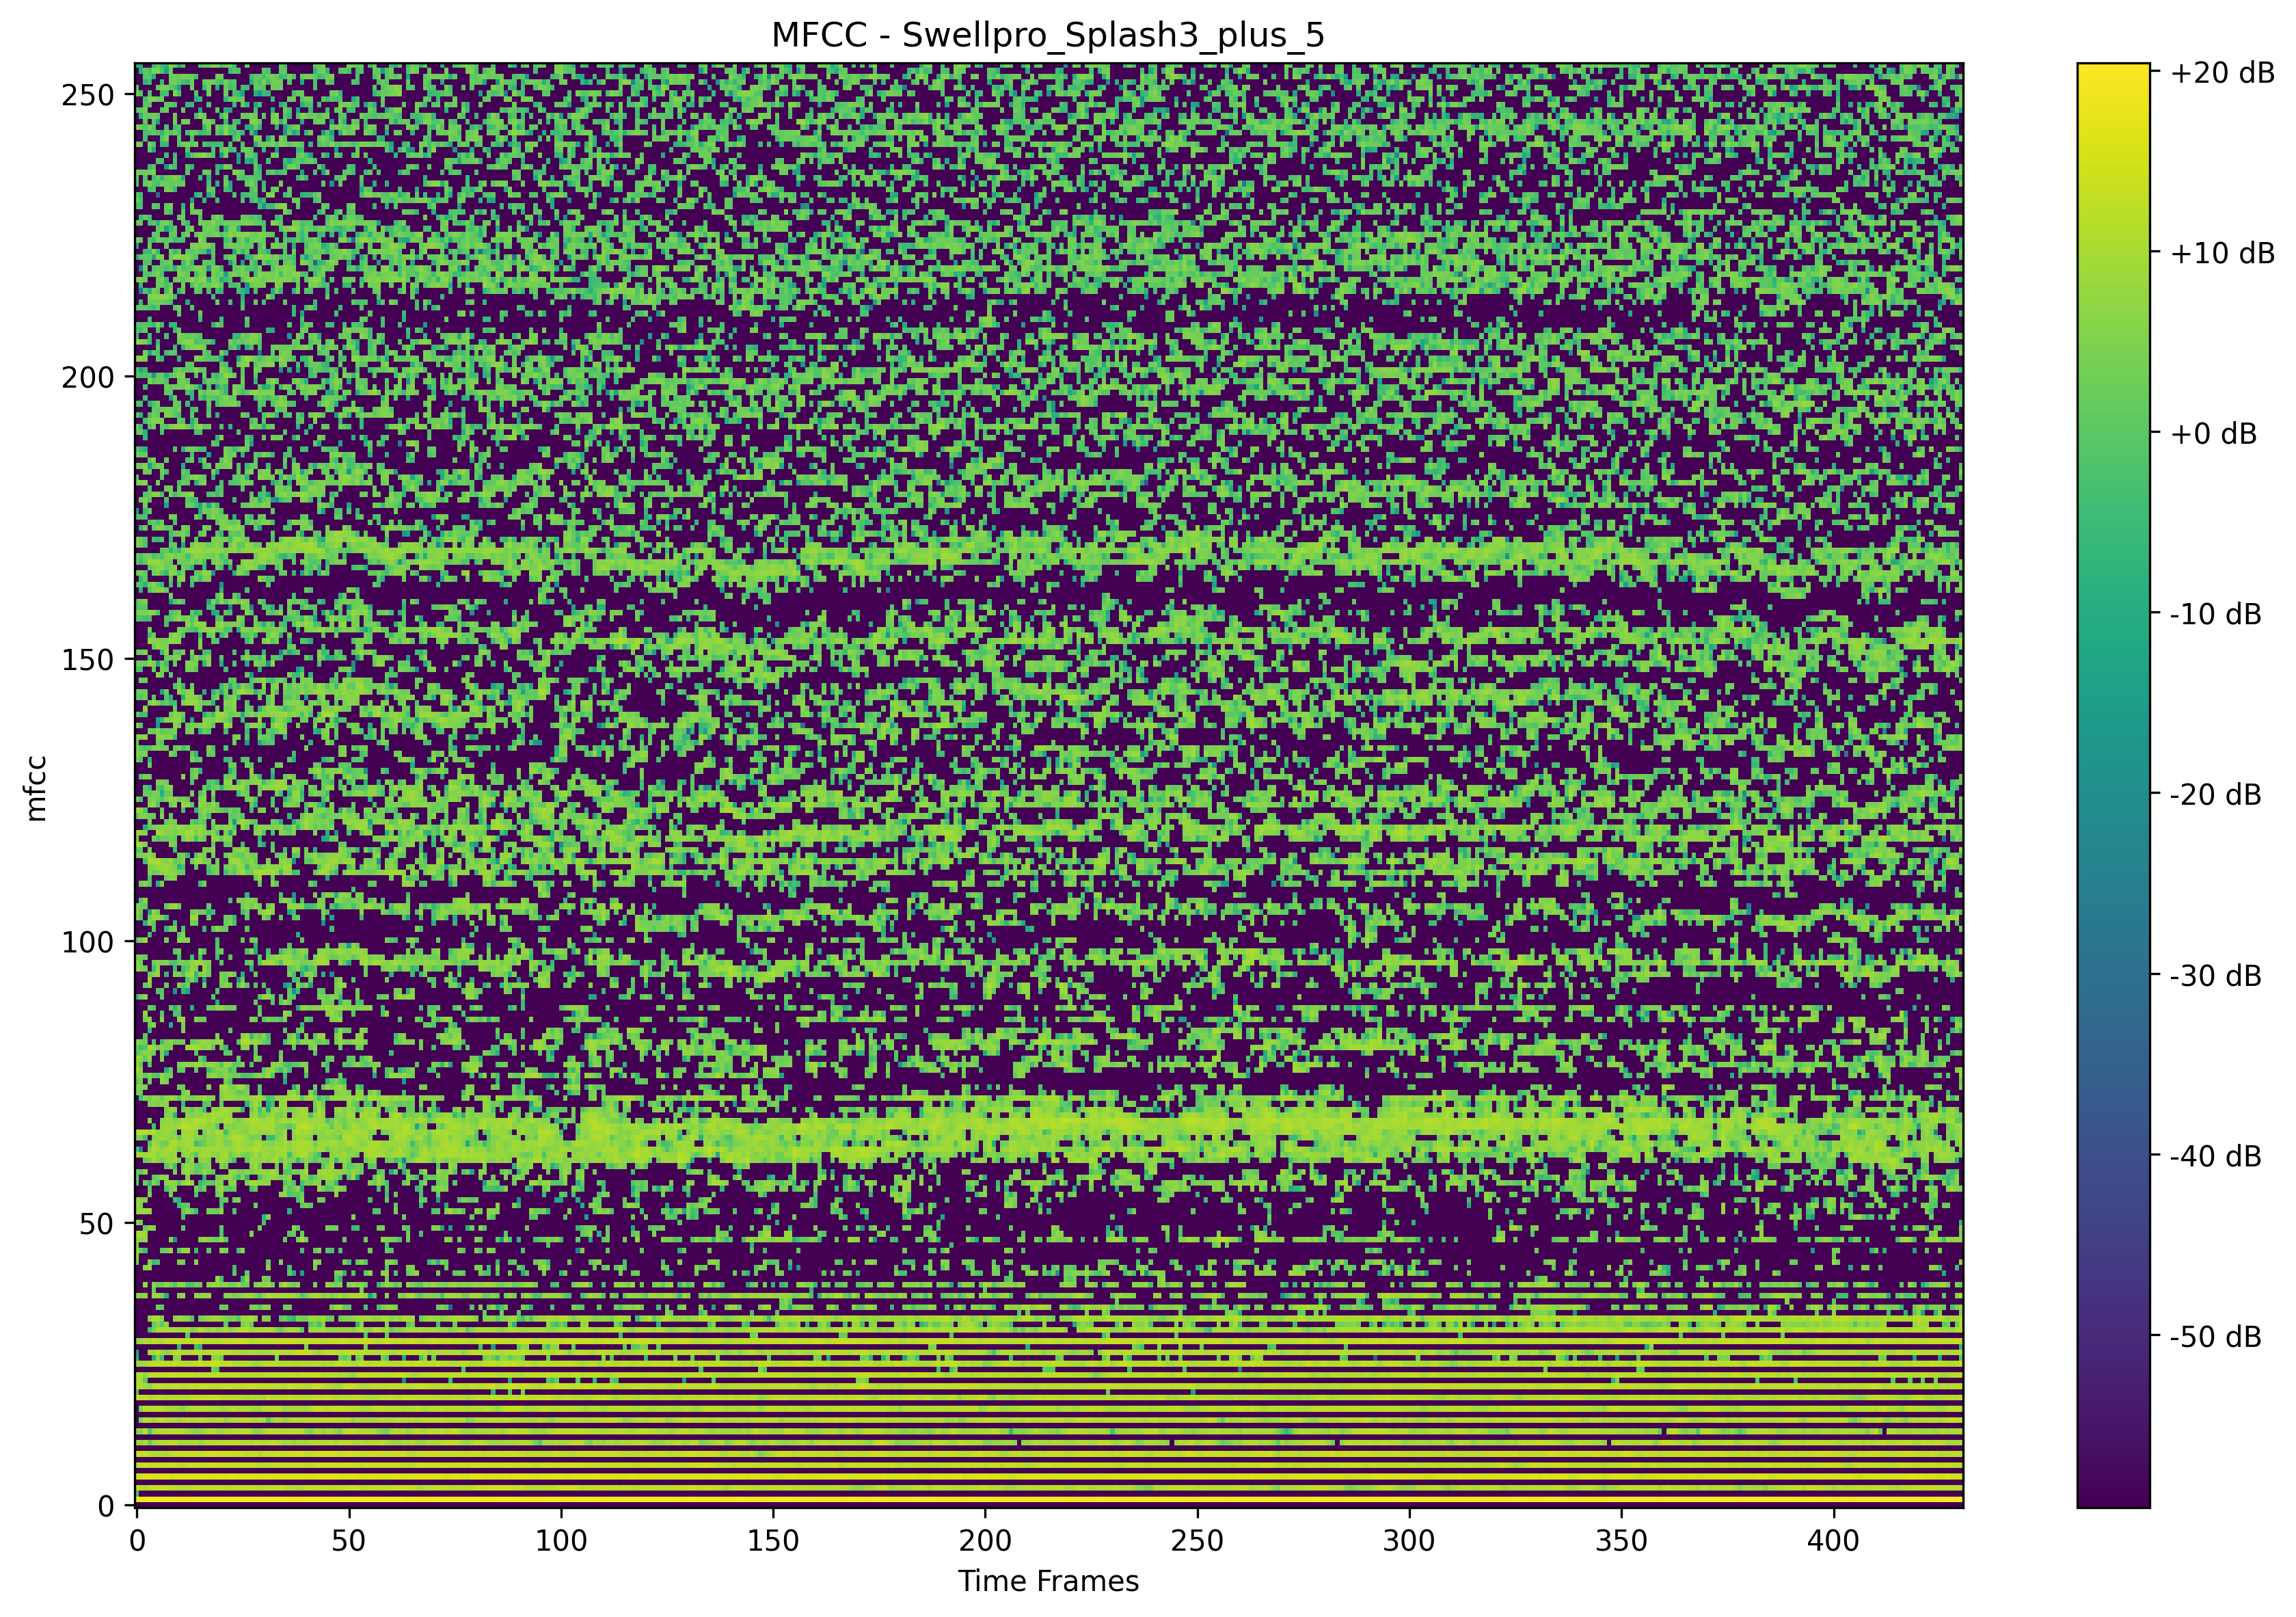 MFCC - Swellpro_Splash3_plus_5
250
200
150
100
50
0
mfcc
0 50 100 150 200 250 300 350 400
Time Frames
+20 dB
+10 dB
+0 dB
-10 dB
-20 dB
-30 dB
-40 dB
-50 dB